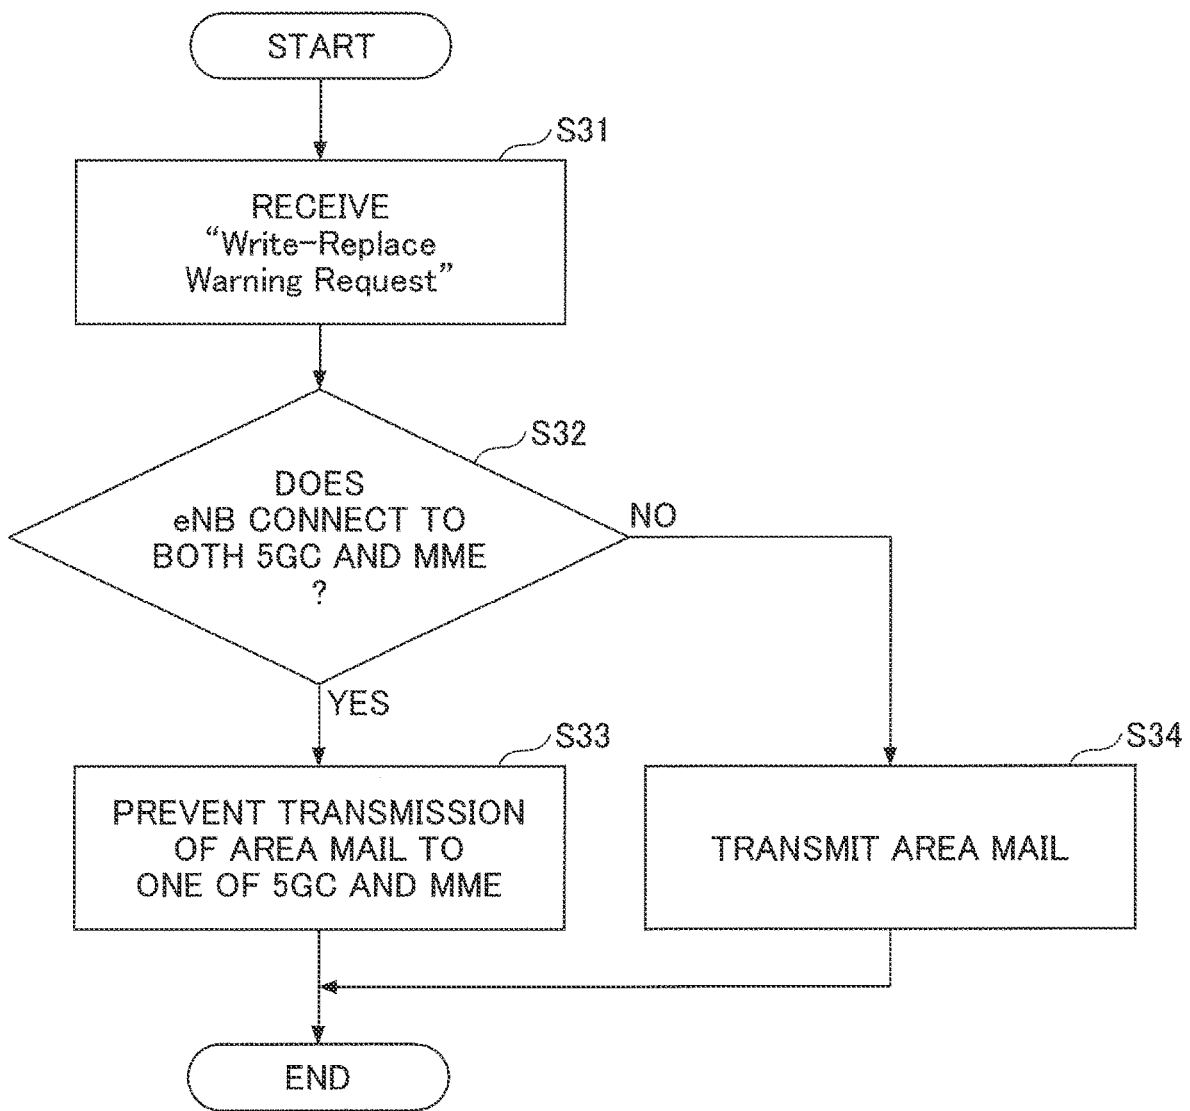 START
S31
RECEIVE
“Write-Replace
Warning Request”
S32
DOES
eNB CONNECT TO
BOTH 5GC AND MME
?
NO
YES
S33
PREVENT TRANSMISSION
OF AREA MAIL TO
ONE OF 5GC AND MME
S34
TRANSMIT AREA MAIL
END